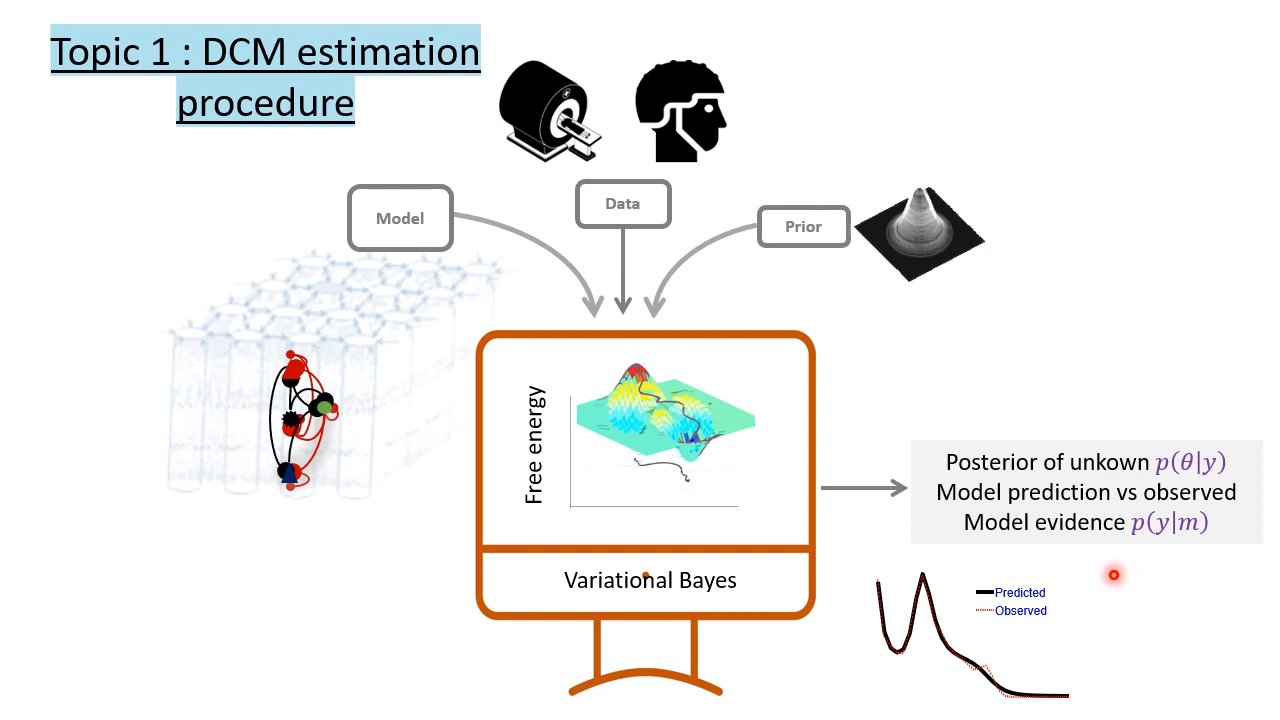 Topic 1 : DCM estimation
procedure
Model
Data
Prior
Free energy
Variational Bayes
Posterior of unkown p(θ|y)
Model prediction vs observed
Model evidence p(y|m)
Predicted
Observed